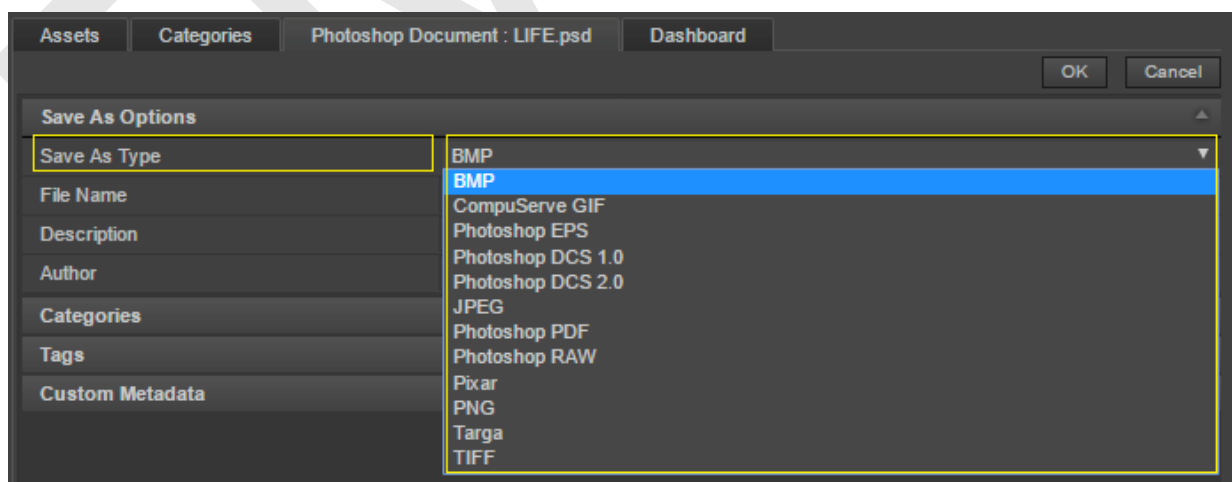 Assets Categories Photoshop Document : LIFE.psd Dashboard
OK Cancel
Save As Options
Save As Type BMP
BMP
File Name
CompuServe GIF
Photoshop EPS
Description
Photoshop DCS 1.0
Author
Photoshop DCS 2.0
JPEG
Categories
Photoshop PDF
Tags
Photoshop RAW
Pixar
Custom Metadata
PNG
Targa
TIFF